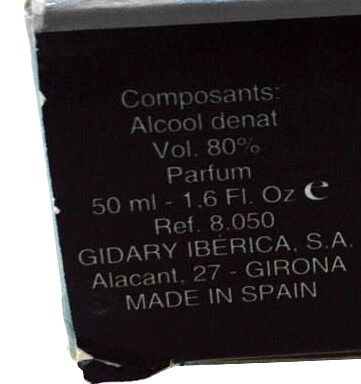 Composants:
Alcool denat
Vol. 80%
Parfum
50 ml - 1.6 Fl. Oz ℮
Ref. 8.050
GIDARY IBÉRICA, S.A.
Alacant, 27 - GIRONA
MADE IN SPAIN